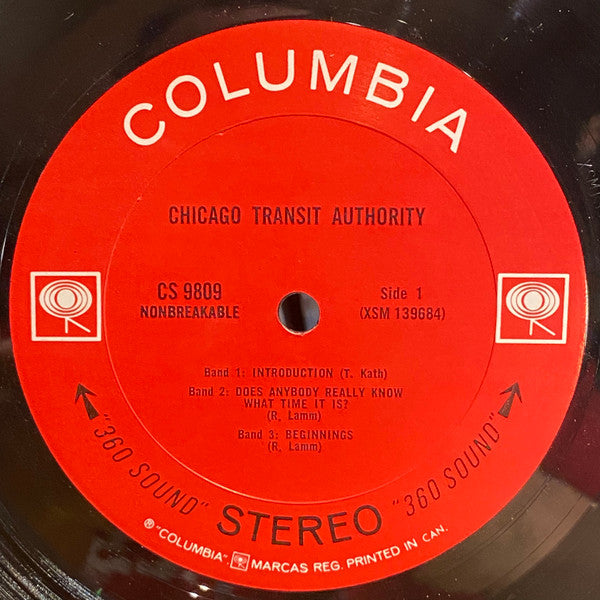 COLUMBIA
CHICAGO TRANSIT AUTHORITY
CS 9809
NONBREAKABLE
Side 1
(XSM 139684)
Band 1: INTRODUCTION (T. Kath)
Band 2: DOES ANYBODY REALLY KNOW
WHAT TIME IT IS?
(R. Lamm)
Band 3: BEGINNINGS
(R. Lamm)
"360 SOUND" STEREO "360 SOUND"
® "COLUMBIA", MARCAS REG. PRINTED IN CAN.